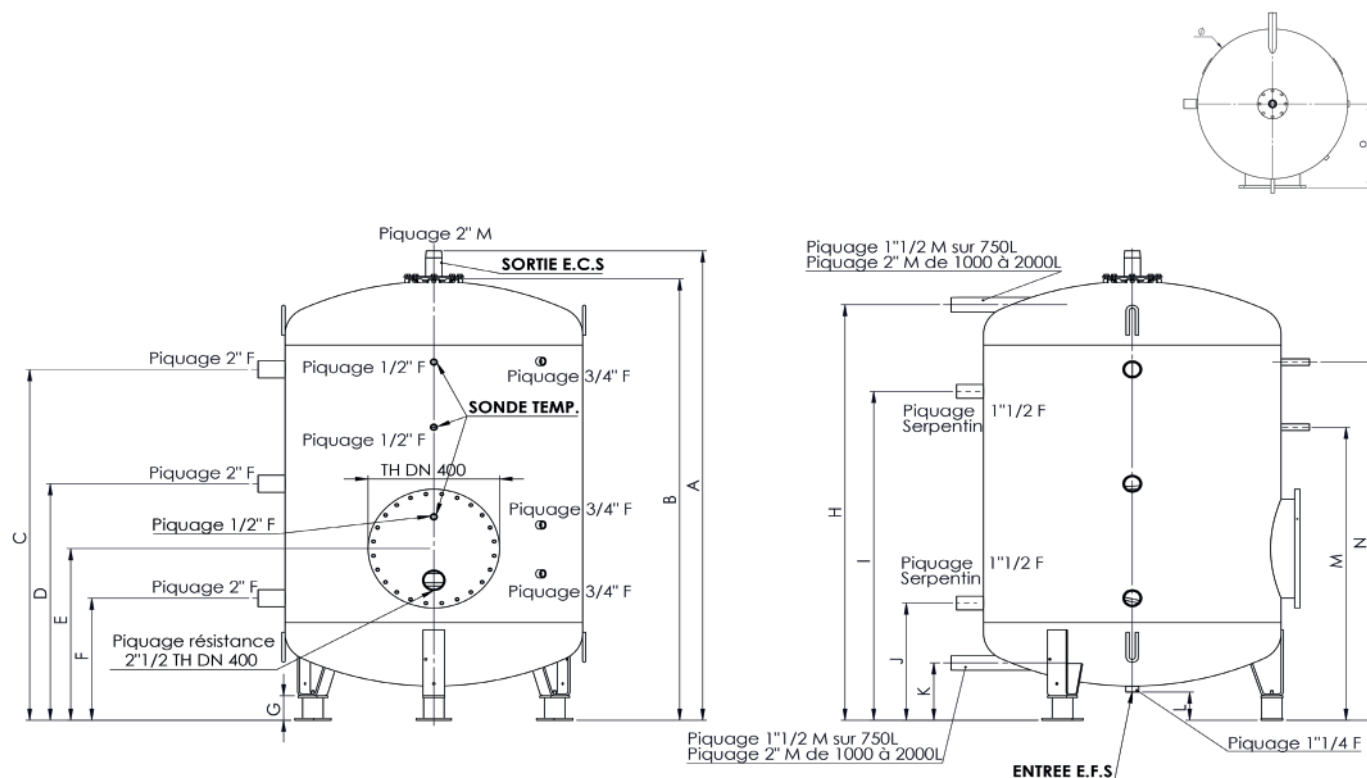 Ø
O
Piquage 2" M
SORTIE E.C.S
Piquage 2" F
Piquage 1/2" F
Piquage 3/4" F
SONDE TEMP.
Piquage 1/2" F
TH DN 400
Piquage 2" F
Piquage 1/2" F
Piquage 3/4" F
Piquage 2" F
Piquage 3/4" F
Piquage résistance
2"1/2 TH DN 400
C
D
E
F
G
B
A
Piquage 1"1/2 M sur 750L
Piquage 2" M de 1000 à 2000L
Piquage 1"1/2 F
Serpentin
Piquage 1"1/2 F
Serpentin
H
I
J
K
L
M
N
Piquage 1"1/2 M sur 750L
Piquage 2" M de 1000 à 2000L
Piquage 1"1/4 F
ENTREE E.F.S